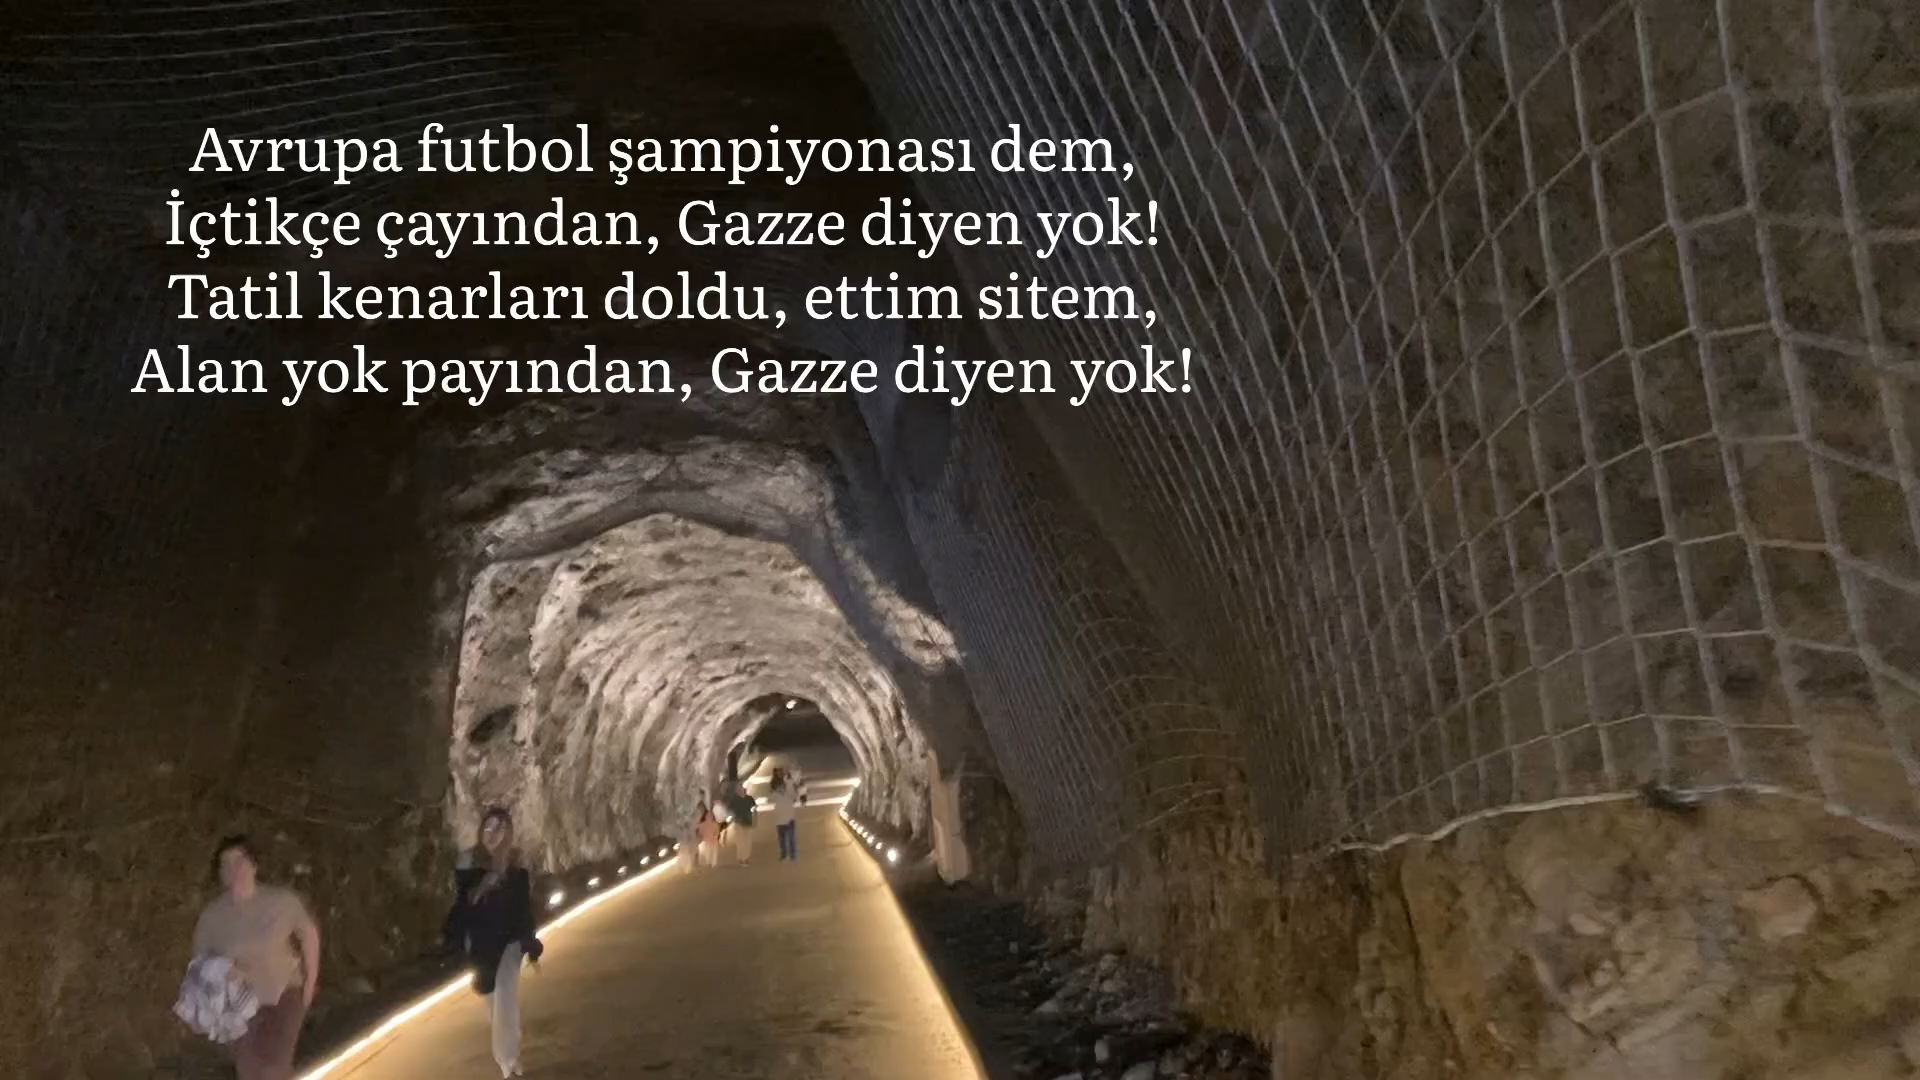 Avrupa futbol şampiyonası dem,
İçtikçe çayından, Gazze diyen yok!
Tatil kenarları doldu, ettim sitem,
Alan yok payından, Gazze diyen yok!